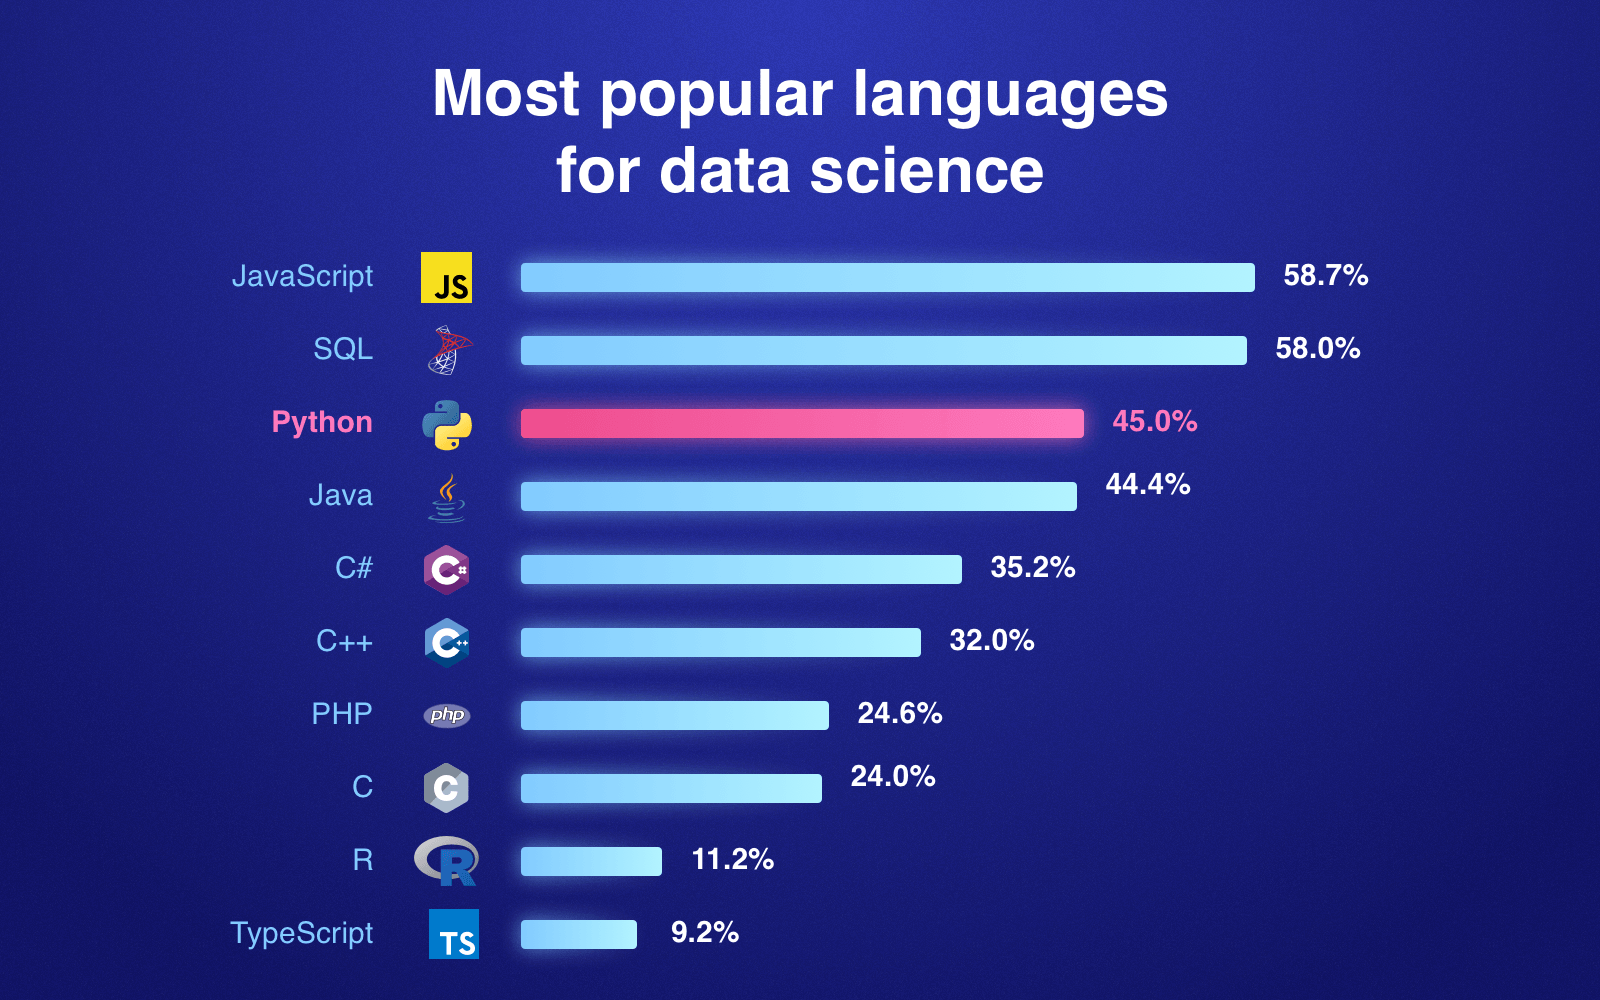 Most popular languages
for data science
JavaScript JS 58.7%
SQL 58.0%
Python 45.0%
Java 44.4%
C# C# 35.2%
C++ C++ 32.0%
PHP php 24.6%
C C 24.0%
R R 11.2%
TypeScript TS 9.2%